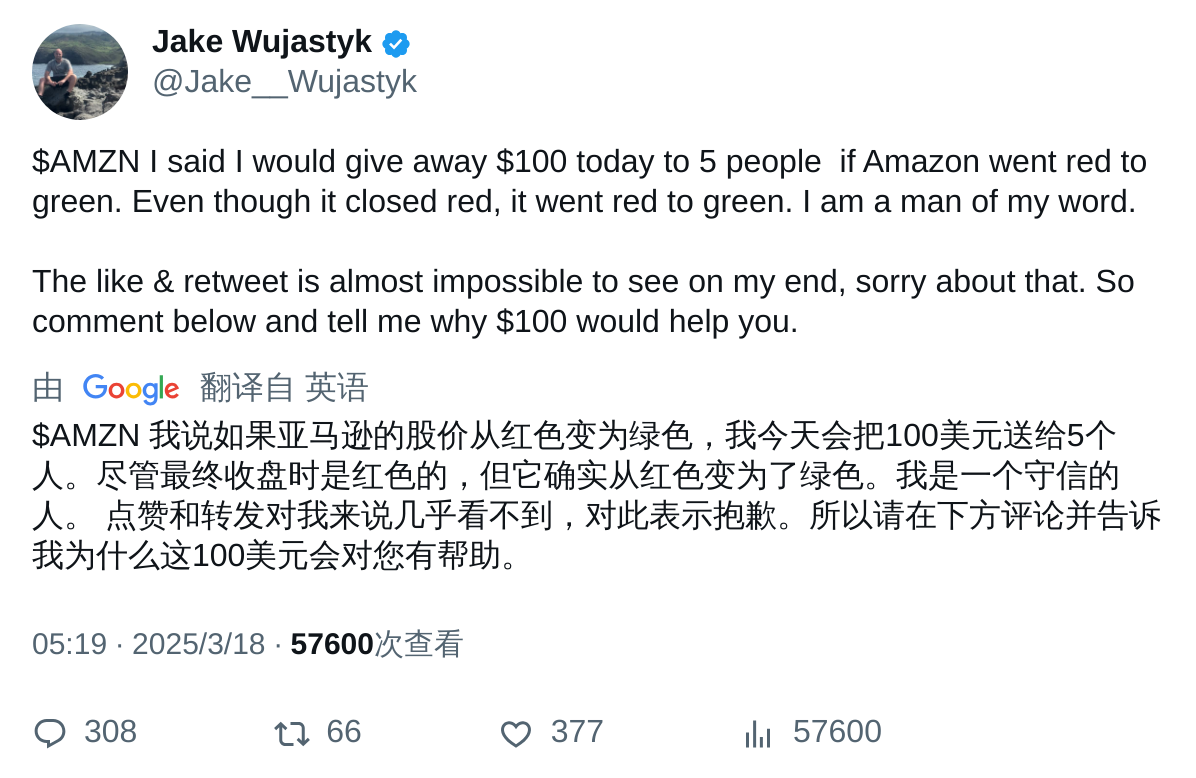 Jake Wujastyk
@Jake__Wujastyk
$AMZN I said I would give away $100 today to 5 people  if Amazon went red to
green. Even though it closed red, it went red to green. I am a man of my word.
The like & retweet is almost impossible to see on my end, sorry about that. So
comment below and tell me why $100 would help you.
由 Google 翻译自 英语
$AMZN 我说如果亚马逊的股价从红色变为绿色，我今天会把100美元送给5个
人。尽管最终收盘时是红色的，但它确实从红色变为了绿色。我是一个守信的
人。 点赞和转发对我来说几乎看不到，对此表示抱歉。所以请在下方评论并告诉
我为什么这100美元会对您有帮助。
05:19 · 2025/3/18 · 57600次查看
308 66 377 57600